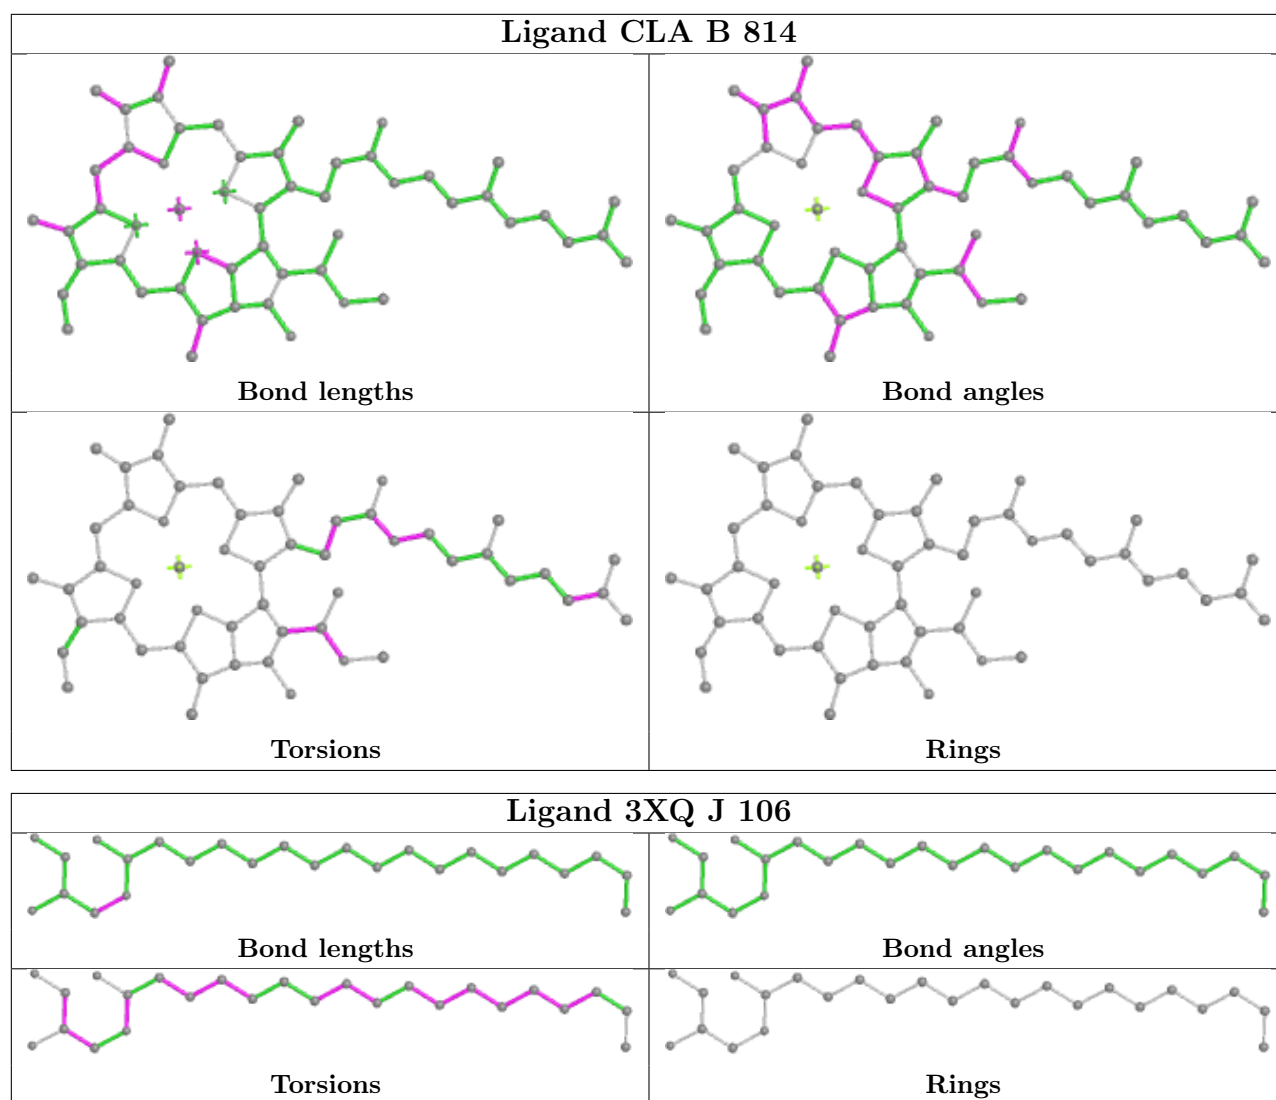 Ligand CLA B 814
Bond lengths
Bond angles
Torsions
Rings
Ligand 3XQ J 106
Bond lengths
Bond angles
Torsions
Rings